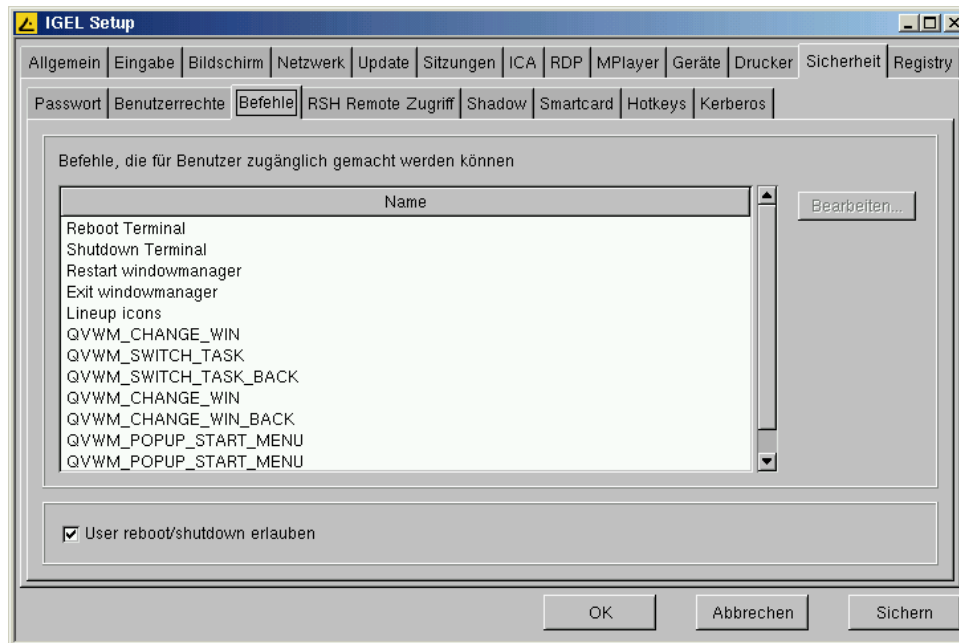 IGEL Setup
Allgemein Eingabe Bildschirm Netzwerk Update Sitzungen ICA RDP MPlayer Geräte Drucker Sicherheit Registry
Passwort Benutzerrechte Befehle RSH Remote Zugriff Shadow Smartcard Hotkeys Kerberos
Befehle, die für Benutzer zugänglich gemacht werden können
Name
Bearbeiten...
Reboot Terminal
Shutdown Terminal
Restart windowmanager
Exit windowmanager
Lineup icons
QVWM_CHANGE_WIN
QVWM_SWITCH_TASK
QVWM_SWITCH_TASK_BACK
QVWM_CHANGE_WIN
QVWM_CHANGE_WIN_BACK
QVWM_POPUP_START_MENU
QVWM_POPUP_START_MENU
User reboot/shutdown erlauben
OK Abbrechen Sichern